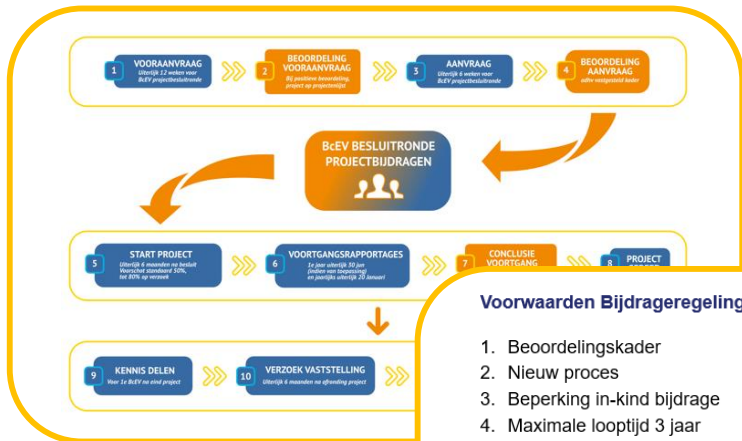 1 VOORAANVRAAG
Uiterlijk 12 weken voor
BcEV projectbesluitronde
2 BEOORDELING
VOORAANVRAAG
Bij positieve beoordeling,
project op projectenlijst
3 AANVRAAG
Uiterlijk 6 weken voor
BcEV projectbesluitronde
4 BEOORDELING
AANVRAAG
adhv vastgesteld kader
BcEV BESLUITRONDE
PROJECTBIJDRAGEN
5 START PROJECT
Uiterlijk 6 maanden na besluit
Voorschot standaard 50%,
tot 80% op verzoek
6 VOORTGANGSRAPPORTAGES
1e jaar uiterlijk 30 jun
(indien van toepassing)
en jaarlijks uiterlijk 20 januari
7 CONCLUSIE
VOORTGANG
8 PROJECT
9 KENNIS DELEN
Voor 1e BcEV na eind project
10 VERZOEK VASTSTELLING
Uiterlijk 6 maanden na afronding project
Voorwaarden Bijdrageregeling
1. Beoordelingskader
2. Nieuw proces
3. Beperking in-kind bijdrage
4. Maximale looptijd 3 jaar